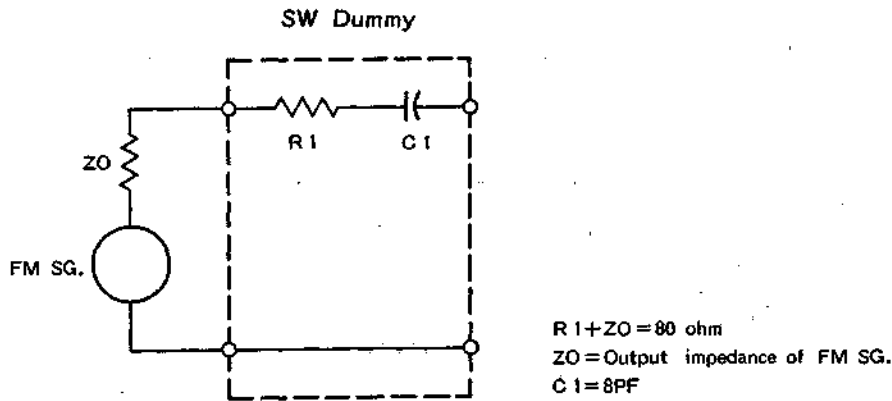 SW Dummy
R1
C1
ZO
FM SG.
R1+ZO=80 ohm
ZO=Output impedance of FM SG.
C1=8PF